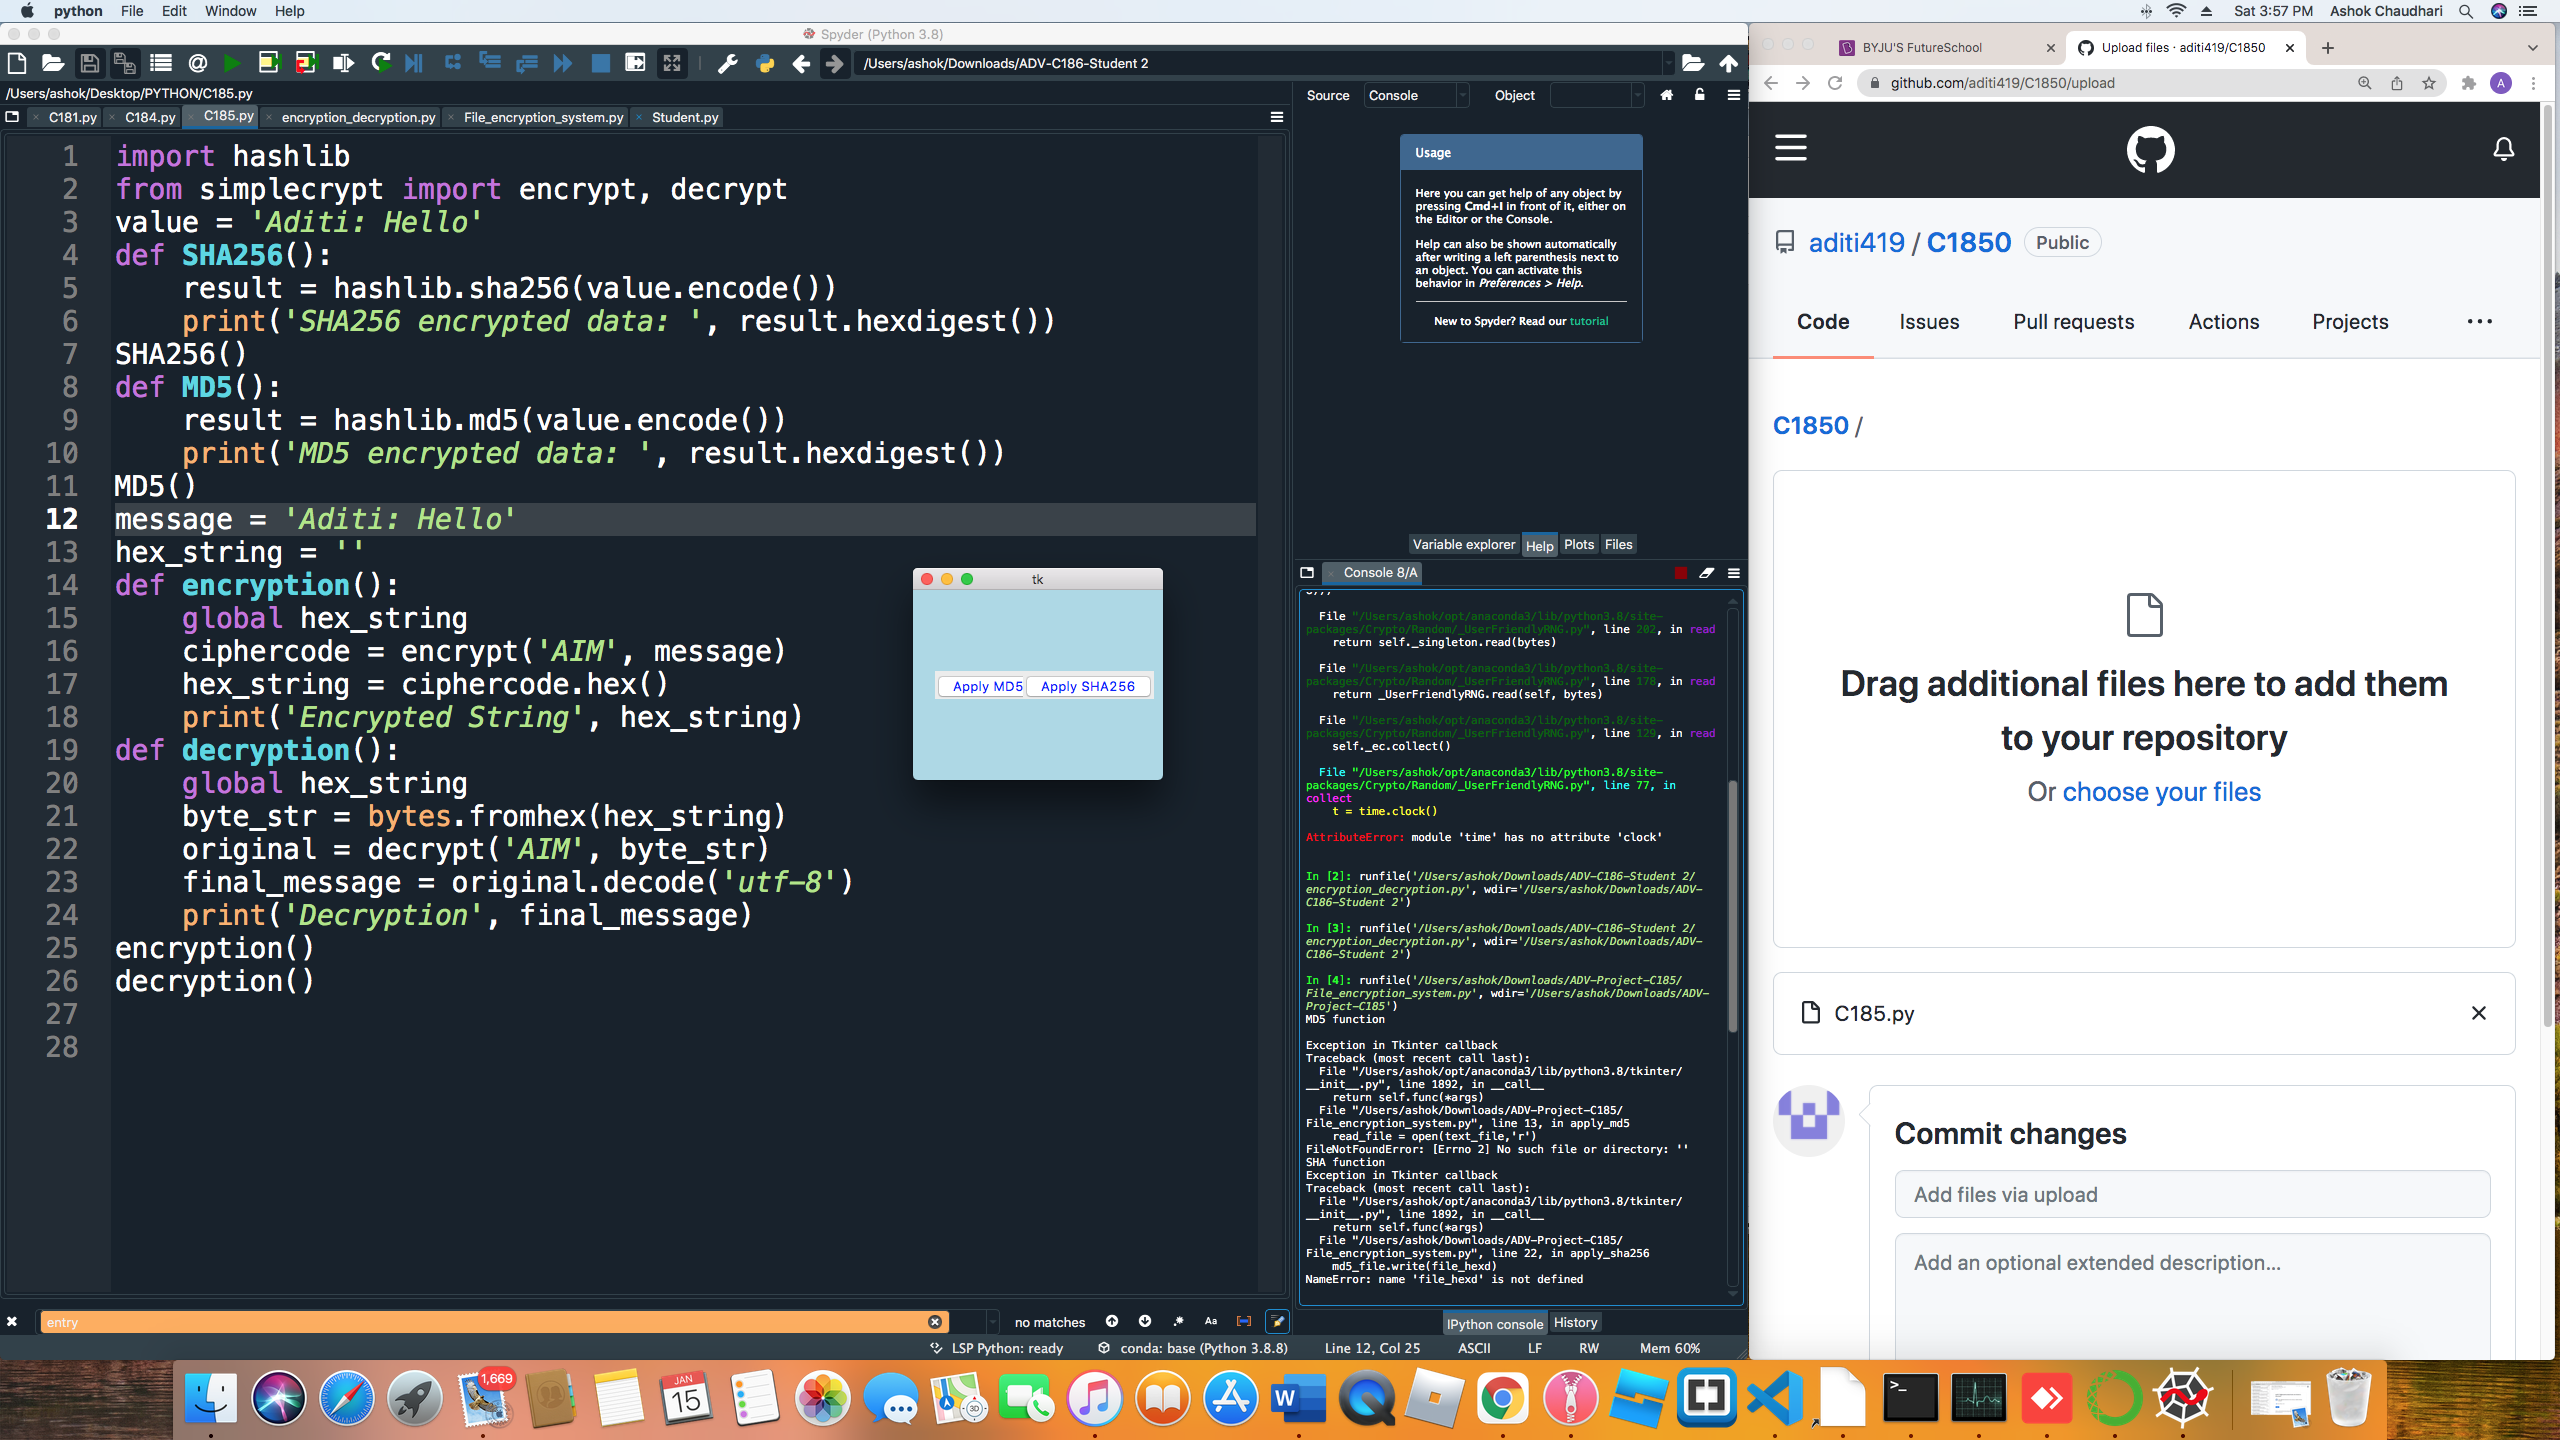 python File Edit Window Help
Sat 3:57 PM Ashok Chaudhari
Spyder (Python 3.8)
/Users/ashok/Downloads/ADV-C186-Student 2
/Users/ashok/Desktop/PYTHON/C185.py
C181.py C184.py C185.py encryption_decryption.py File_encryption_system.py Student.py
1 import hashlib
2 from simplecrypt import encrypt, decrypt
3 value = 'Aditi: Hello'
4 def SHA256():
5 result = hashlib.sha256(value.encode())
6 print('SHA256 encrypted data: ', result.hexdigest())
7 SHA256()
8 def MD5():
9 result = hashlib.md5(value.encode())
10 print('MD5 encrypted data: ', result.hexdigest())
11 MD5()
12 message = 'Aditi: Hello'
13 hex_string = ''
14 def encryption():
15 global hex_string
16 ciphercode = encrypt('AIM', message)
17 hex_string = ciphercode.hex()
18 print('Encrypted String', hex_string)
19 def decryption():
20 global hex_string
21 byte_str = bytes.fromhex(hex_string)
22 original = decrypt('AIM', byte_str)
23 final_message = original.decode('utf-8')
24 print('Decryption', final_message)
25 encryption()
26 decryption()
27
28
tk
Apply MD5 Apply SHA256
entry
no matches
Aa
LSP Python: ready conda: base (Python 3.8.8) Line 12, Col 25 ASCII LF RW Mem 60%
Source Console Object
Usage
Here you can get help of any object by
pressing Cmd+I in front of it, either on
the Editor or the Console.
Help can also be shown automatically
after writing a left parenthesis next to
an object. You can activate this
behavior in Preferences > Help.
New to Spyder? Read our tutorial
Variable explorer Help Plots Files
Console 8/A
File "/Users/ashok/opt/anaconda3/lib/python3.8/site-
packages/Crypto/Random/_UserFriendlyRNG.py", line 202, in read
return self._singleton.read(bytes)
File "/Users/ashok/opt/anaconda3/lib/python3.8/site-
packages/Crypto/Random/_UserFriendlyRNG.py", line 178, in read
return _UserFriendlyRNG.read(self, bytes)
File "/Users/ashok/opt/anaconda3/lib/python3.8/site-
packages/Crypto/Random/_UserFriendlyRNG.py", line 129, in read
self._ec.collect()
File "/Users/ashok/opt/anaconda3/lib/python3.8/site-
packages/Crypto/Random/_UserFriendlyRNG.py", line 77, in
collect
t = time.clock()
AttributeError: module 'time' has no attribute 'clock'
In [2]: runfile('/Users/ashok/Downloads/ADV-C186-Student 2/
encryption_decryption.py', wdir='/Users/ashok/Downloads/ADV-
C186-Student 2')
In [3]: runfile('/Users/ashok/Downloads/ADV-C186-Student 2/
encryption_decryption.py', wdir='/Users/ashok/Downloads/ADV-
C186-Student 2')
In [4]: runfile('/Users/ashok/Downloads/ADV-Project-C185/
File_encryption_system.py', wdir='/Users/ashok/Downloads/ADV-
Project-C185')
MD5 function
Exception in Tkinter callback
Traceback (most recent call last):
File "/Users/ashok/opt/anaconda3/lib/python3.8/tkinter/
__init__.py", line 1892, in __call__
return self.func(*args)
File "/Users/ashok/Downloads/ADV-Project-C185/
File_encryption_system.py", line 13, in apply_md5
read_file = open(text_file,'r')
FileNotFoundError: [Errno 2] No such file or directory: ''
SHA function
Exception in Tkinter callback
Traceback (most recent call last):
File "/Users/ashok/opt/anaconda3/lib/python3.8/tkinter/
__init__.py", line 1892, in __call__
return self.func(*args)
File "/Users/ashok/Downloads/ADV-Project-C185/
File_encryption_system.py", line 22, in apply_sha256
md5_file.write(file_hexd)
NameError: name 'file_hexd' is not defined
IPython console History
BYJU'S FutureSchool
Upload files · aditi419/C1850
github.com/aditi419/C1850/upload
A
aditi419 / C1850 Public
Code Issues Pull requests Actions Projects
C1850 /
Drag additional files here to add them
to your repository
Or choose your files
C185.py
Commit changes
Add files via upload
Add an optional extended description...
1,669
JAN
15
3D
W
>_